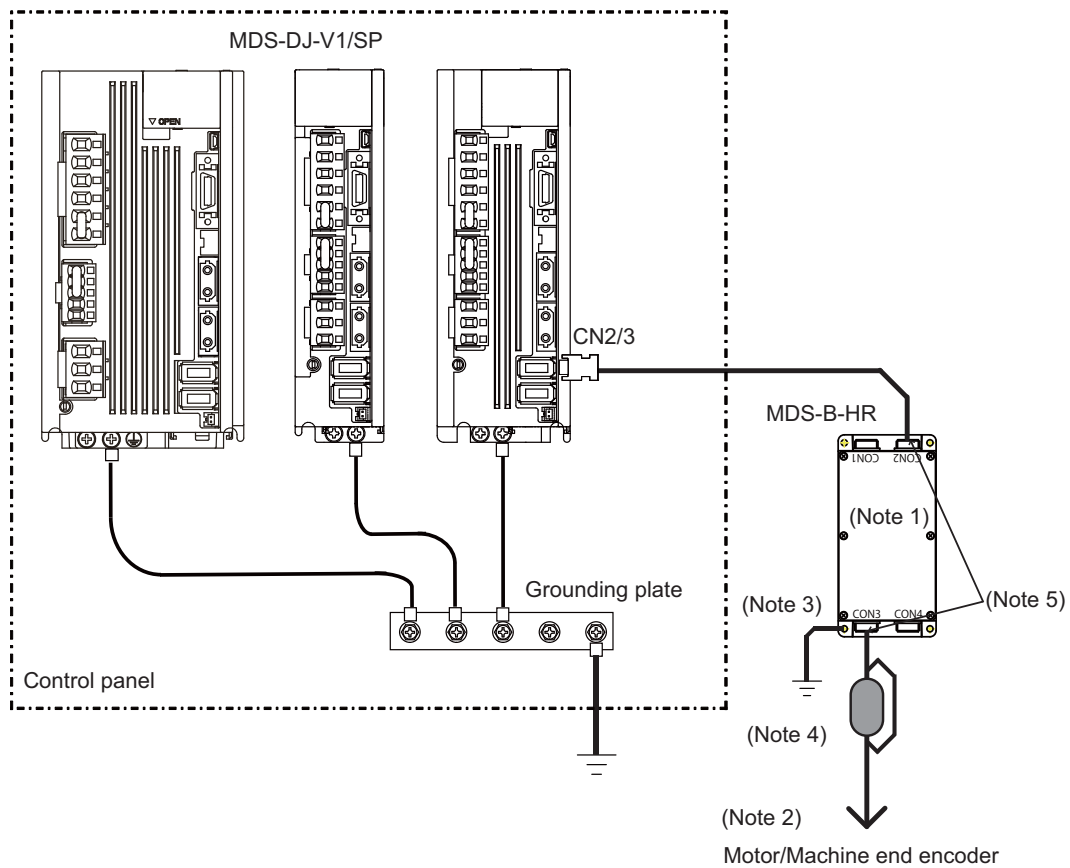 MDS-DJ-V1/SP
▽ OPEN
CN2/3
MDS-B-HR
CON1
CON2
(Note 1)
Grounding plate
(Note 3)
CON3
CON4
(Note 5)
Control panel
(Note 4)
(Note 2)
Motor/Machine end encoder